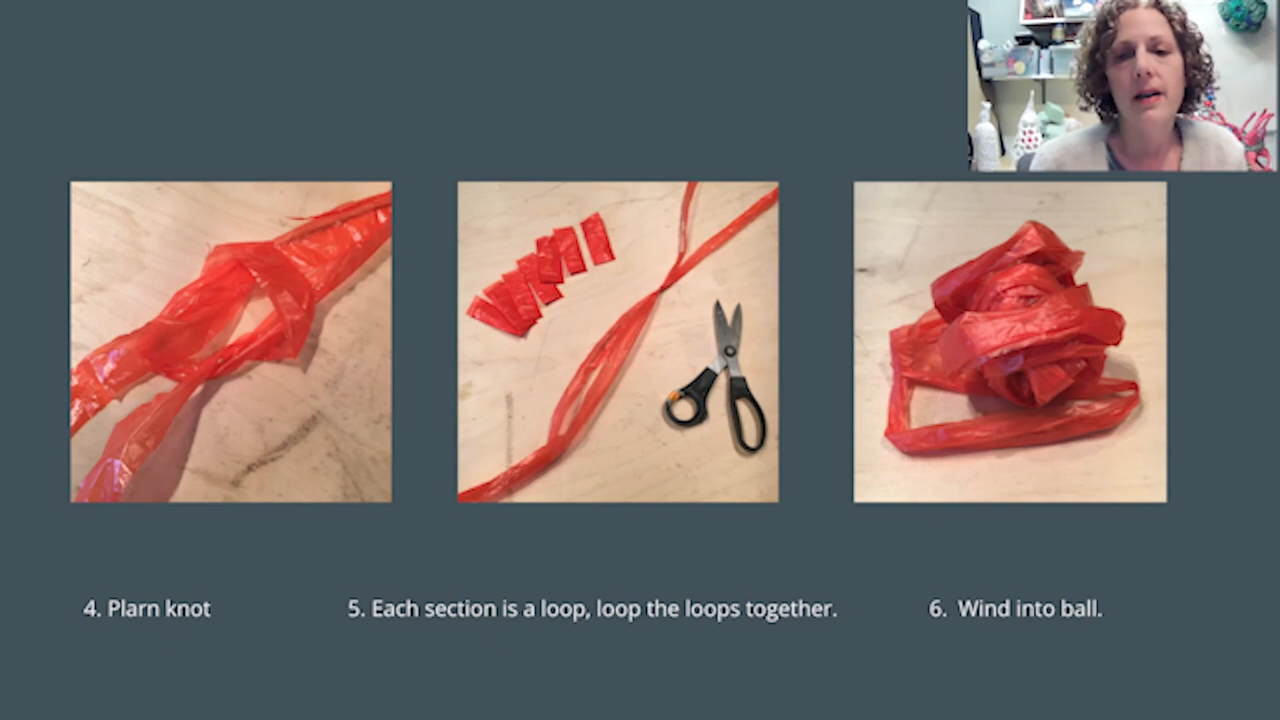 4. Plarn knot
5. Each section is a loop, loop the loops together.
6. Wind into ball.